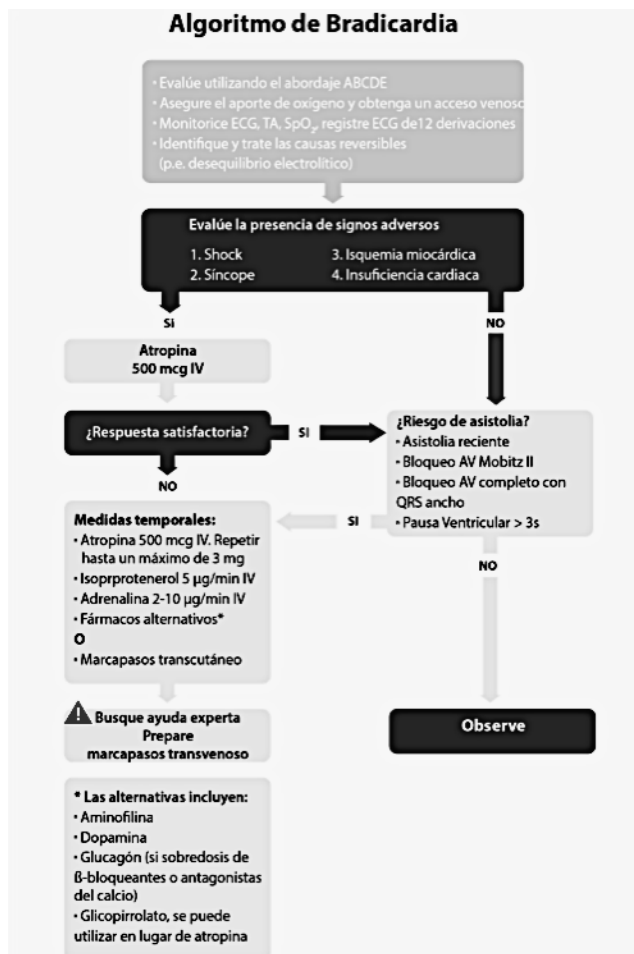 Algoritmo de Bradicardia
• Evalúe utilizando el abordaje ABCDE
• Asegure el aporte de oxígeno y obtenga un acceso venoso
• Monitorice ECG, TA, SpO₂, registre ECG de12 derivaciones
• Identifique y trate las causas reversibles
(p.e. desequilibrio electrolítico)
Evalúe la presencia de signos adversos
1. Shock
2. Síncope
3. Isquemia miocárdica
4. Insuficiencia cardiaca
Si
NO
Atropina
500 mcg IV
¿Respuesta satisfactoria?
SI
NO
¿Riesgo de asistolia?
• Asistolia reciente
• Bloqueo AV Mobitz II
• Bloqueo AV completo con
QRS ancho
• Pausa Ventricular > 3s
SI
NO
Medidas temporales:
• Atropina 500 mcg IV. Repetir
hasta un máximo de 3 mg
• Isoprprotenerol 5 µg/min IV
• Adrenalina 2-10 µg/min IV
• Fármacos alternativos*
O
• Marcapasos transcutáneo
! Busque ayuda experta
Prepare
marcapasos transvenoso
Observe
* Las alternativas incluyen:
• Aminofilina
• Dopamina
• Glucagón (si sobredosis de
ß-bloqueantes o antagonistas
del calcio)
• Glicopirrolato, se puede
utilizar en lugar de atropina